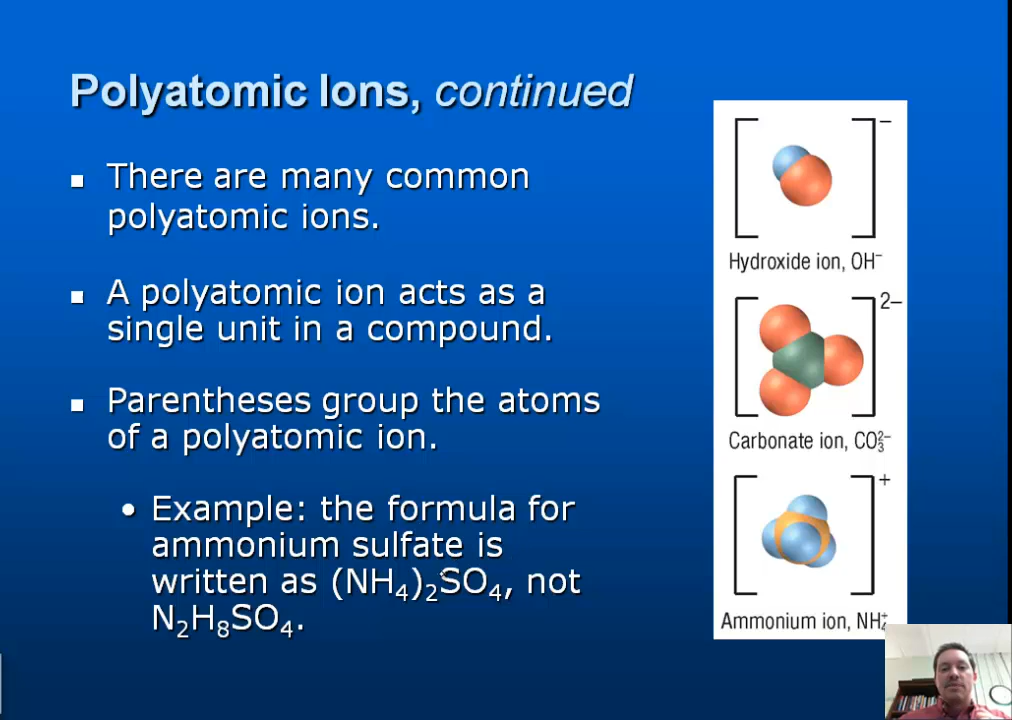 Polyatomic Ions, continued
▪ There are many common
polyatomic ions.
▪ A polyatomic ion acts as a
single unit in a compound.
▪ Parentheses group the atoms
of a polyatomic ion.
• Example: the formula for
ammonium sulfate is
written as (NH₄)₂SO₄, not
N₂H₈SO₄.
−
Hydroxide ion, OH⁻
2−
Carbonate ion, CO₃²⁻
+
Ammonium ion, NH₄⁺